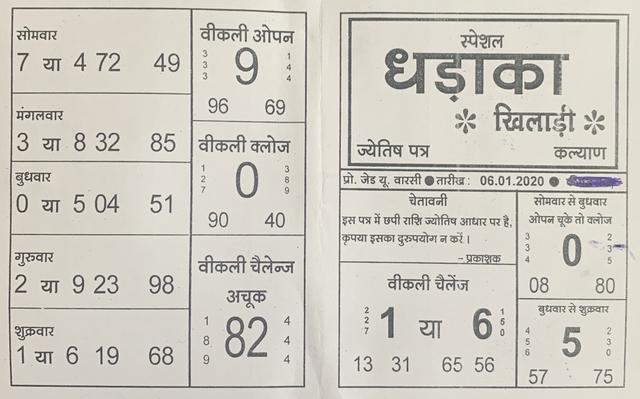 सोमवार
7 या 4 72 49
मंगलवार
3 या 8 32 85
बुधवार
0 या 5 04 51
गुरुवार
2 या 9 23 98
शुक्रवार
1 या 6 19 68
वीकली ओपन
3 1
3 9 4
3 4
96 69
वीकली क्लोज
1 3
2 0 8
7 9
90 40
वीकली चैलेन्ज
अचूक
1 4
8 82 4
9 4
स्पेशल
धड़ाका
खिलाड़ी
ज्येतिष पत्र कल्याण
प्रो. जेड यू. वारसी ● तारीख : 06.01.2020 ●
चेतावनी
इस पत्र में छपी राशि ज्योतिष आधार पर है,
कृपया इसका दुरुपयोग न करें ।
- प्रकाशक
वीकली चैलेंज
2 1
2 1 या 6 5
7 0
13 31 65 56
सोमवार से बुधवार
ओपन चूके तो क्लोज
3 2
3 0 3
4 5
08 80
बुधवार से शुक्रवार
4 2
5 5 3
6 0
57 75